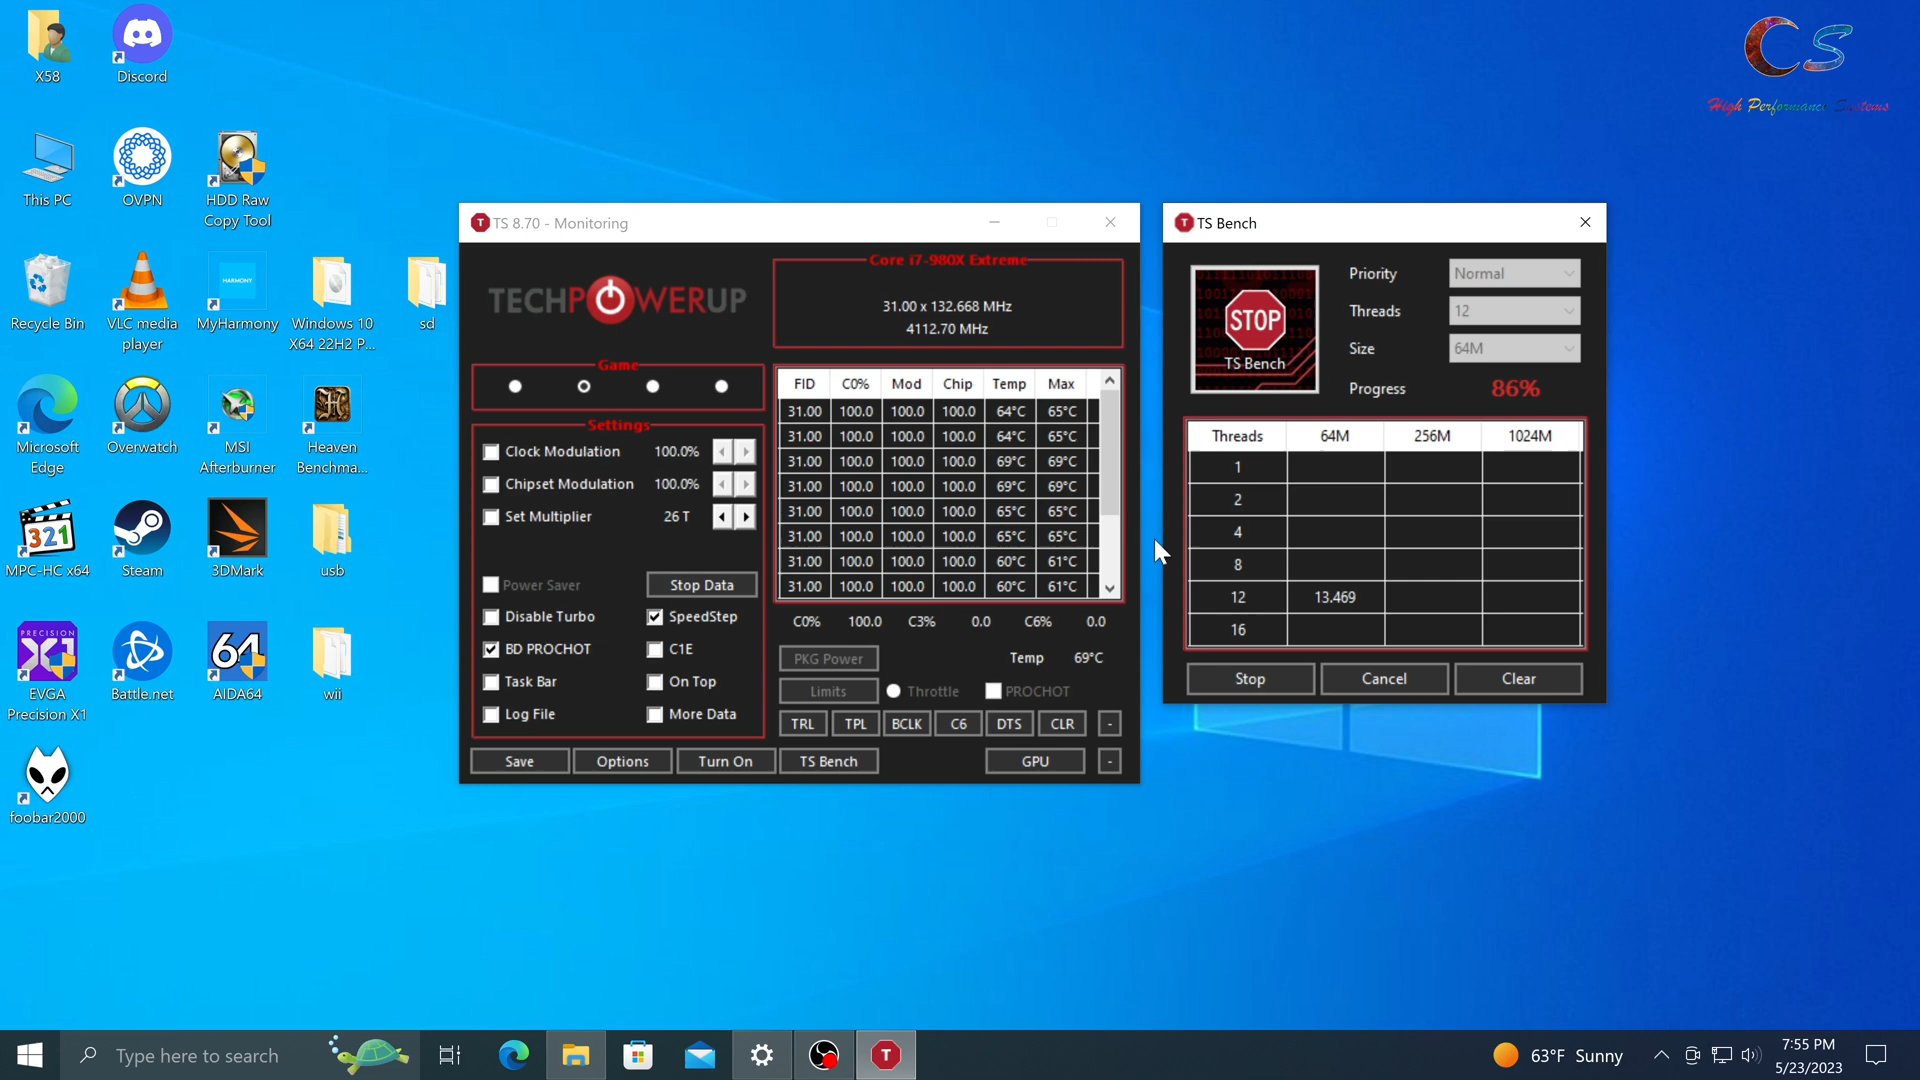 X58
Discord
This PC
OVPN
HDD Raw
Copy Tool
Recycle Bin
VLC media
player
HARMONY
MyHarmony
Windows 10
X64 22H2 P...
sd
Microsoft
Edge
Overwatch
MSI
Afterburner
Heaven
Benchma...
321
MPC-HC x64
Steam
3DMark
usb
PRECISION
X1
EVGA
Precision X1
Battle.net
64
AIDA64
wii
foobar2000
CS
High Performance Systems
TS 8.70 - Monitoring
TECHPOWERUP
Core i7-980X Extreme
31.00 x 132.668 MHz
4112.70 MHz
Game
Settings
Clock Modulation 100.0%
Chipset Modulation 100.0%
Set Multiplier 26 T
Power Saver Stop Data
Disable Turbo SpeedStep
BD PROCHOT C1E
Task Bar On Top
Log File More Data
FID C0% Mod Chip Temp Max
31.00 100.0 100.0 100.0 64°C 65°C
31.00 100.0 100.0 100.0 64°C 65°C
31.00 100.0 100.0 100.0 69°C 69°C
31.00 100.0 100.0 100.0 69°C 69°C
31.00 100.0 100.0 100.0 65°C 65°C
31.00 100.0 100.0 100.0 65°C 65°C
31.00 100.0 100.0 100.0 60°C 61°C
31.00 100.0 100.0 100.0 60°C 61°C
C0% 100.0 C3% 0.0 C6% 0.0
PKG Power Temp 69°C
Limits Throttle PROCHOT
TRL TPL BCLK C6 DTS CLR -
Save Options Turn On TS Bench GPU -
TS Bench
STOP
TS Bench
Priority Normal
Threads 12
Size 64M
Progress 86%
Threads 64M 256M 1024M
1
2
4
8
12 13.469
16
Stop Cancel Clear
Type here to search
T
63°F Sunny
7:55 PM
5/23/2023